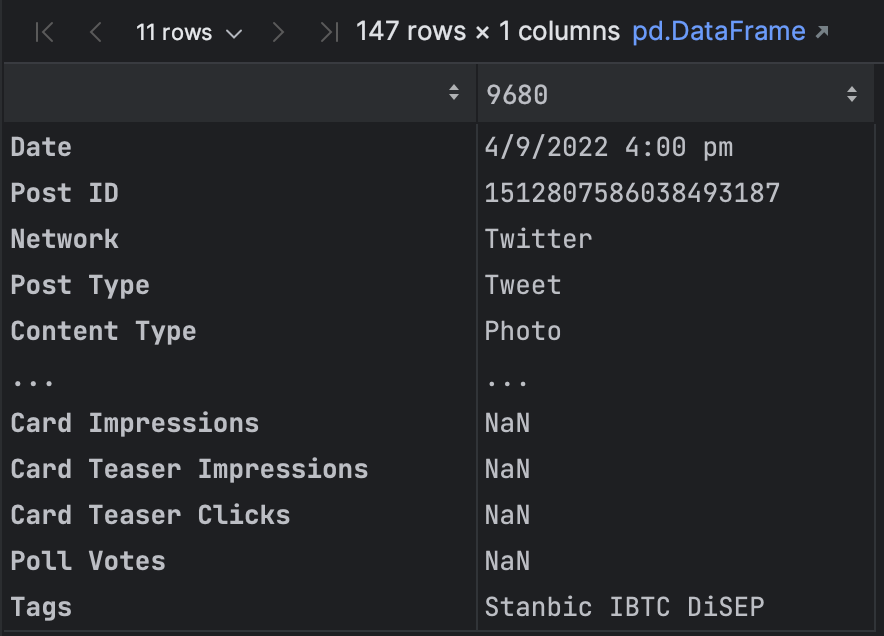 11 rows 147 rows × 1 columns pd.DataFrame
9680
Date 4/9/2022 4:00 pm
Post ID 1512807586038493187
Network Twitter
Post Type Tweet
Content Type Photo
... ...
Card Impressions NaN
Card Teaser Impressions NaN
Card Teaser Clicks NaN
Poll Votes NaN
Tags Stanbic IBTC DiSEP